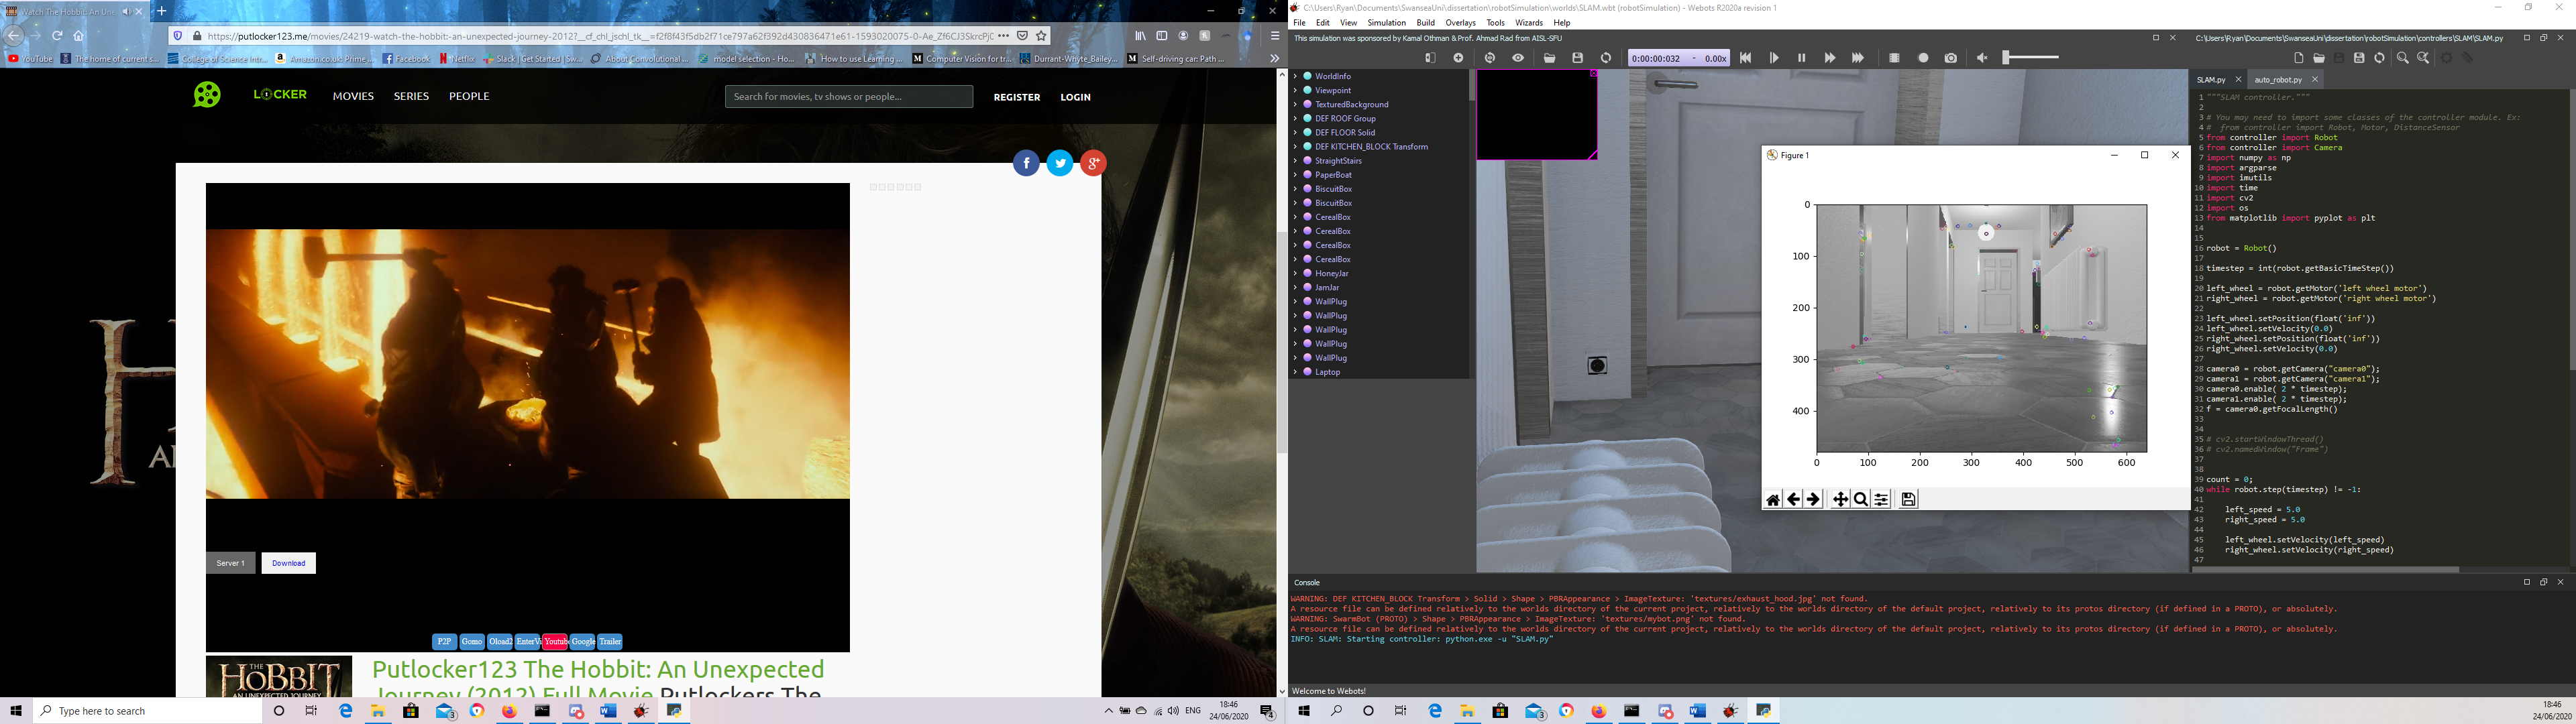 Watch The Hobbit: An Une
https://putlocker123.me/movies/24219-watch-the-hobbit:-an-unexpected-journey-2012?__cf_chl_jschl_tk__=f2f8f43f5db2f71ce797a62f392d430836471e61-1593020075-0-Ae_Zf6CJ3SkrcPjC
YouTube
The home of current s...
College of Science Intr...
Amazon.co.uk: Prime ...
Facebook
Netflix
Slack | Get Started | Sw...
About Convolutional ...
model selection - Ho...
How to use Learning ...
Computer Vision for tr...
Durrant-Whyte_Bailey...
Self-driving car: Path ...
LOCKER
MOVIES
SERIES
PEOPLE
Search for movies, tv shows or people...
REGISTER
LOGIN
Server 1
Download
P2P
Gomo
Oload2
EnterVi
Youtube
Google
Trailer
THE
HOBBIT
AN UNEXPECTED JOURNEY
Putlocker123 The Hobbit: An Unexpected
Journey (2012) Full Movie Putlockers The
Type here to search
3
ENG
18:46
24/06/2020
4
C:\Users\Ryan\Documents\SwanseaUni\dissertation\robotSimulation\worlds\SLAM.wbt (robotSimulation) - Webots R2020a revision 1
File Edit View Simulation Build Overlays Tools Wizards Help
This simulation was sponsored by Kamal Othman & Prof. Ahmad Rad from AISL-SFU
0:00:00:032 - 0.00x
WorldInfo
Viewpoint
TexturedBackground
DEF ROOF Group
DEF FLOOR Solid
DEF KITCHEN_BLOCK Transform
StraightStairs
PaperBoat
BiscuitBox
BiscuitBox
CerealBox
CerealBox
CerealBox
CerealBox
HoneyJar
JamJar
WallPlug
WallPlug
WallPlug
WallPlug
WallPlug
Laptop
Figure 1
0
100
200
300
400
0 100 200 300 400 500 600
C:\Users\Ryan\Documents\SwanseaUni\dissertation\robotSimulation\controllers\SLAM\SLAM.py
SLAM.py
auto_robot.py
1 """SLAM controller."""
2
3 # You may need to import some classes of the controller module. Ex:
4 #  from controller import Robot, Motor, DistanceSensor
5 from controller import Robot
6 from controller import Camera
7 import numpy as np
8 import argparse
9 import imutils
10 import time
11 import cv2
12 import os
13 from matplotlib import pyplot as plt
14
15
16 robot = Robot()
17
18 timestep = int(robot.getBasicTimeStep())
19
20 left_wheel = robot.getMotor('left wheel motor')
21 right_wheel = robot.getMotor('right wheel motor')
22
23 left_wheel.setPosition(float('inf'))
24 left_wheel.setVelocity(0.0)
25 right_wheel.setPosition(float('inf'))
26 right_wheel.setVelocity(0.0)
27
28 camera0 = robot.getCamera("camera0");
29 camera1 = robot.getCamera("camera1");
30 camera0.enable( 2 * timestep);
31 camera1.enable( 2 * timestep);
32 f = camera0.getFocalLength()
33
34
35 # cv2.startWindowThread()
36 # cv2.namedWindow("Frame")
37
38
39 count = 0;
40 while robot.step(timestep) != -1:
41
42     left_speed = 5.0
43     right_speed = 5.0
44
45     left_wheel.setVelocity(left_speed)
46     right_wheel.setVelocity(right_speed)
47
Console
WARNING: DEF KITCHEN_BLOCK Transform > Solid > Shape > PBRAppearance > ImageTexture: 'textures/exhaust_hood.jpg' not found.
A resource file can be defined relatively to the worlds directory of the current project, relatively to the worlds directory of the default project, relatively to its protos directory (if defined in a PROTO), or absolutely.
WARNING: SwarmBot (PROTO) > Shape > PBRAppearance > ImageTexture: 'textures/mybot.png' not found.
A resource file can be defined relatively to the worlds directory of the current project, relatively to the worlds directory of the default project, relatively to its protos directory (if defined in a PROTO), or absolutely.
INFO: SLAM: Starting controller: python.exe -u "SLAM.py"
Welcome to Webots!
3
18:46
24/06/2020